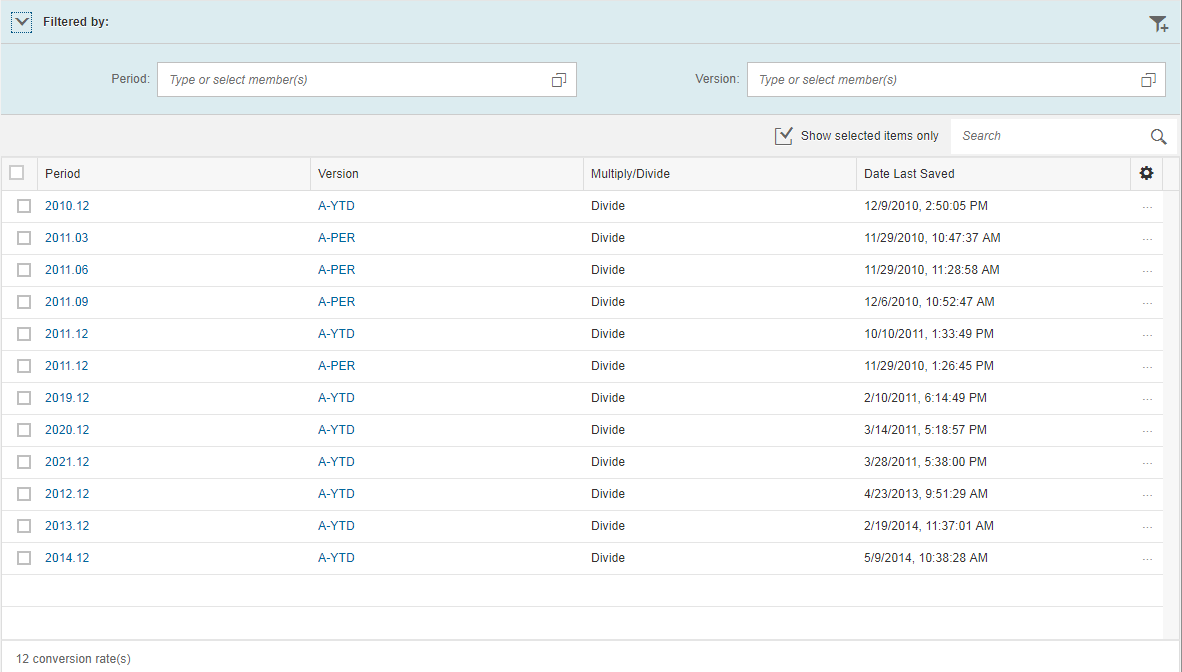 Filtered by:
Period: Type or select member(s) Version: Type or select member(s)
Show selected items only Search
Period Version Multiply/Divide Date Last Saved
2010.12 A-YTD Divide 12/9/2010, 2:50:05 PM ...
2011.03 A-PER Divide 11/29/2010, 10:47:37 AM ...
2011.06 A-PER Divide 11/29/2010, 11:28:58 AM ...
2011.09 A-PER Divide 12/6/2010, 10:52:47 AM ...
2011.12 A-YTD Divide 10/10/2011, 1:33:49 PM ...
2011.12 A-PER Divide 11/29/2010, 1:26:45 PM ...
2019.12 A-YTD Divide 2/10/2011, 6:14:49 PM ...
2020.12 A-YTD Divide 3/14/2011, 5:18:57 PM ...
2021.12 A-YTD Divide 3/28/2011, 5:38:00 PM ...
2012.12 A-YTD Divide 4/23/2013, 9:51:29 AM ...
2013.12 A-YTD Divide 2/19/2014, 11:37:01 AM ...
2014.12 A-YTD Divide 5/9/2014, 10:38:28 AM ...
12 conversion rate(s)